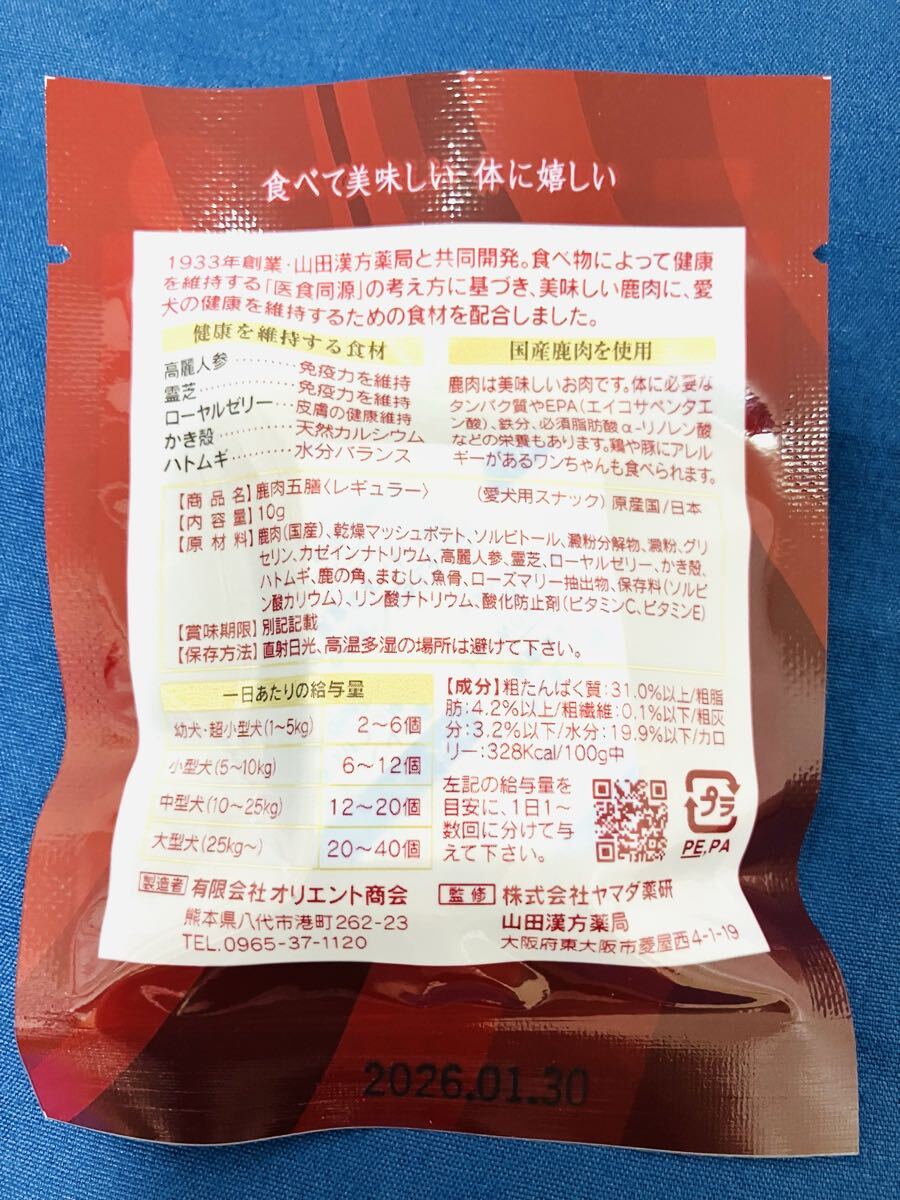 食べて美味しい 体に嬉しい
1933年創業・山田漢方薬局と共同開発。食べ物によって健康
を維持する「医食同源」の考え方に基づき、美味しい鹿肉に、愛
犬の健康を維持するための食材を配合しました。
健康を維持する食材
高麗人参………免疫力を維持
霊芝……………免疫力を維持
ローヤルゼリー…皮膚の健康維持
かき殻…………天然カルシウム
ハトムギ………水分バランス
国産鹿肉を使用
鹿肉は美味しいお肉です。体に必要な
タンパク質やEPA(エイコサペンタエ
ン酸)、鉄分、必須脂肪酸α-リノレン酸
などの栄養もあります。鶏や豚にアレル
ギーがあるワンちゃんも食べられます。
【商品名】鹿肉五膳〈レギュラー〉 (愛犬用スナック) 原産国/日本
【内容量】10g
【原材料】鹿肉(国産)、乾燥マッシュポテト、ソルビトール、澱粉分解物、澱粉、グリ
セリン、カゼインナトリウム、高麗人参、霊芝、ローヤルゼリー、かき殻、
ハトムギ、鹿の角、まむし、魚骨、ローズマリー抽出物、保存料(ソルビ
ン酸カリウム)、リン酸ナトリウム、酸化防止剤(ビタミンC、ビタミンE)
【賞味期限】別記記載
【保存方法】直射日光、高温多湿の場所は避けて下さい。
一日あたりの給与量
幼犬・超小型犬(1〜5kg) 2〜6個
小型犬(5〜10kg) 6〜12個
中型犬(10〜25kg) 12〜20個
大型犬(25kg〜) 20〜40個
【成分】粗たんぱく質:31.0%以上/粗脂
肪:4.2%以上/粗繊維:0.1%以下/粗灰
分:3.2%以下/水分:19.9%以下/カロ
リー:328Kcal/100g中
左記の給与量を
目安に、1日1〜
数回に分けて与
えて下さい。
プラ
PE,PA
製造者 有限会社オリエント商会
熊本県八代市港町262-23
TEL.0965-37-1120
監修 株式会社ヤマダ薬研
山田漢方薬局
大阪府東大阪市菱屋西4-1-19
2026.01.30